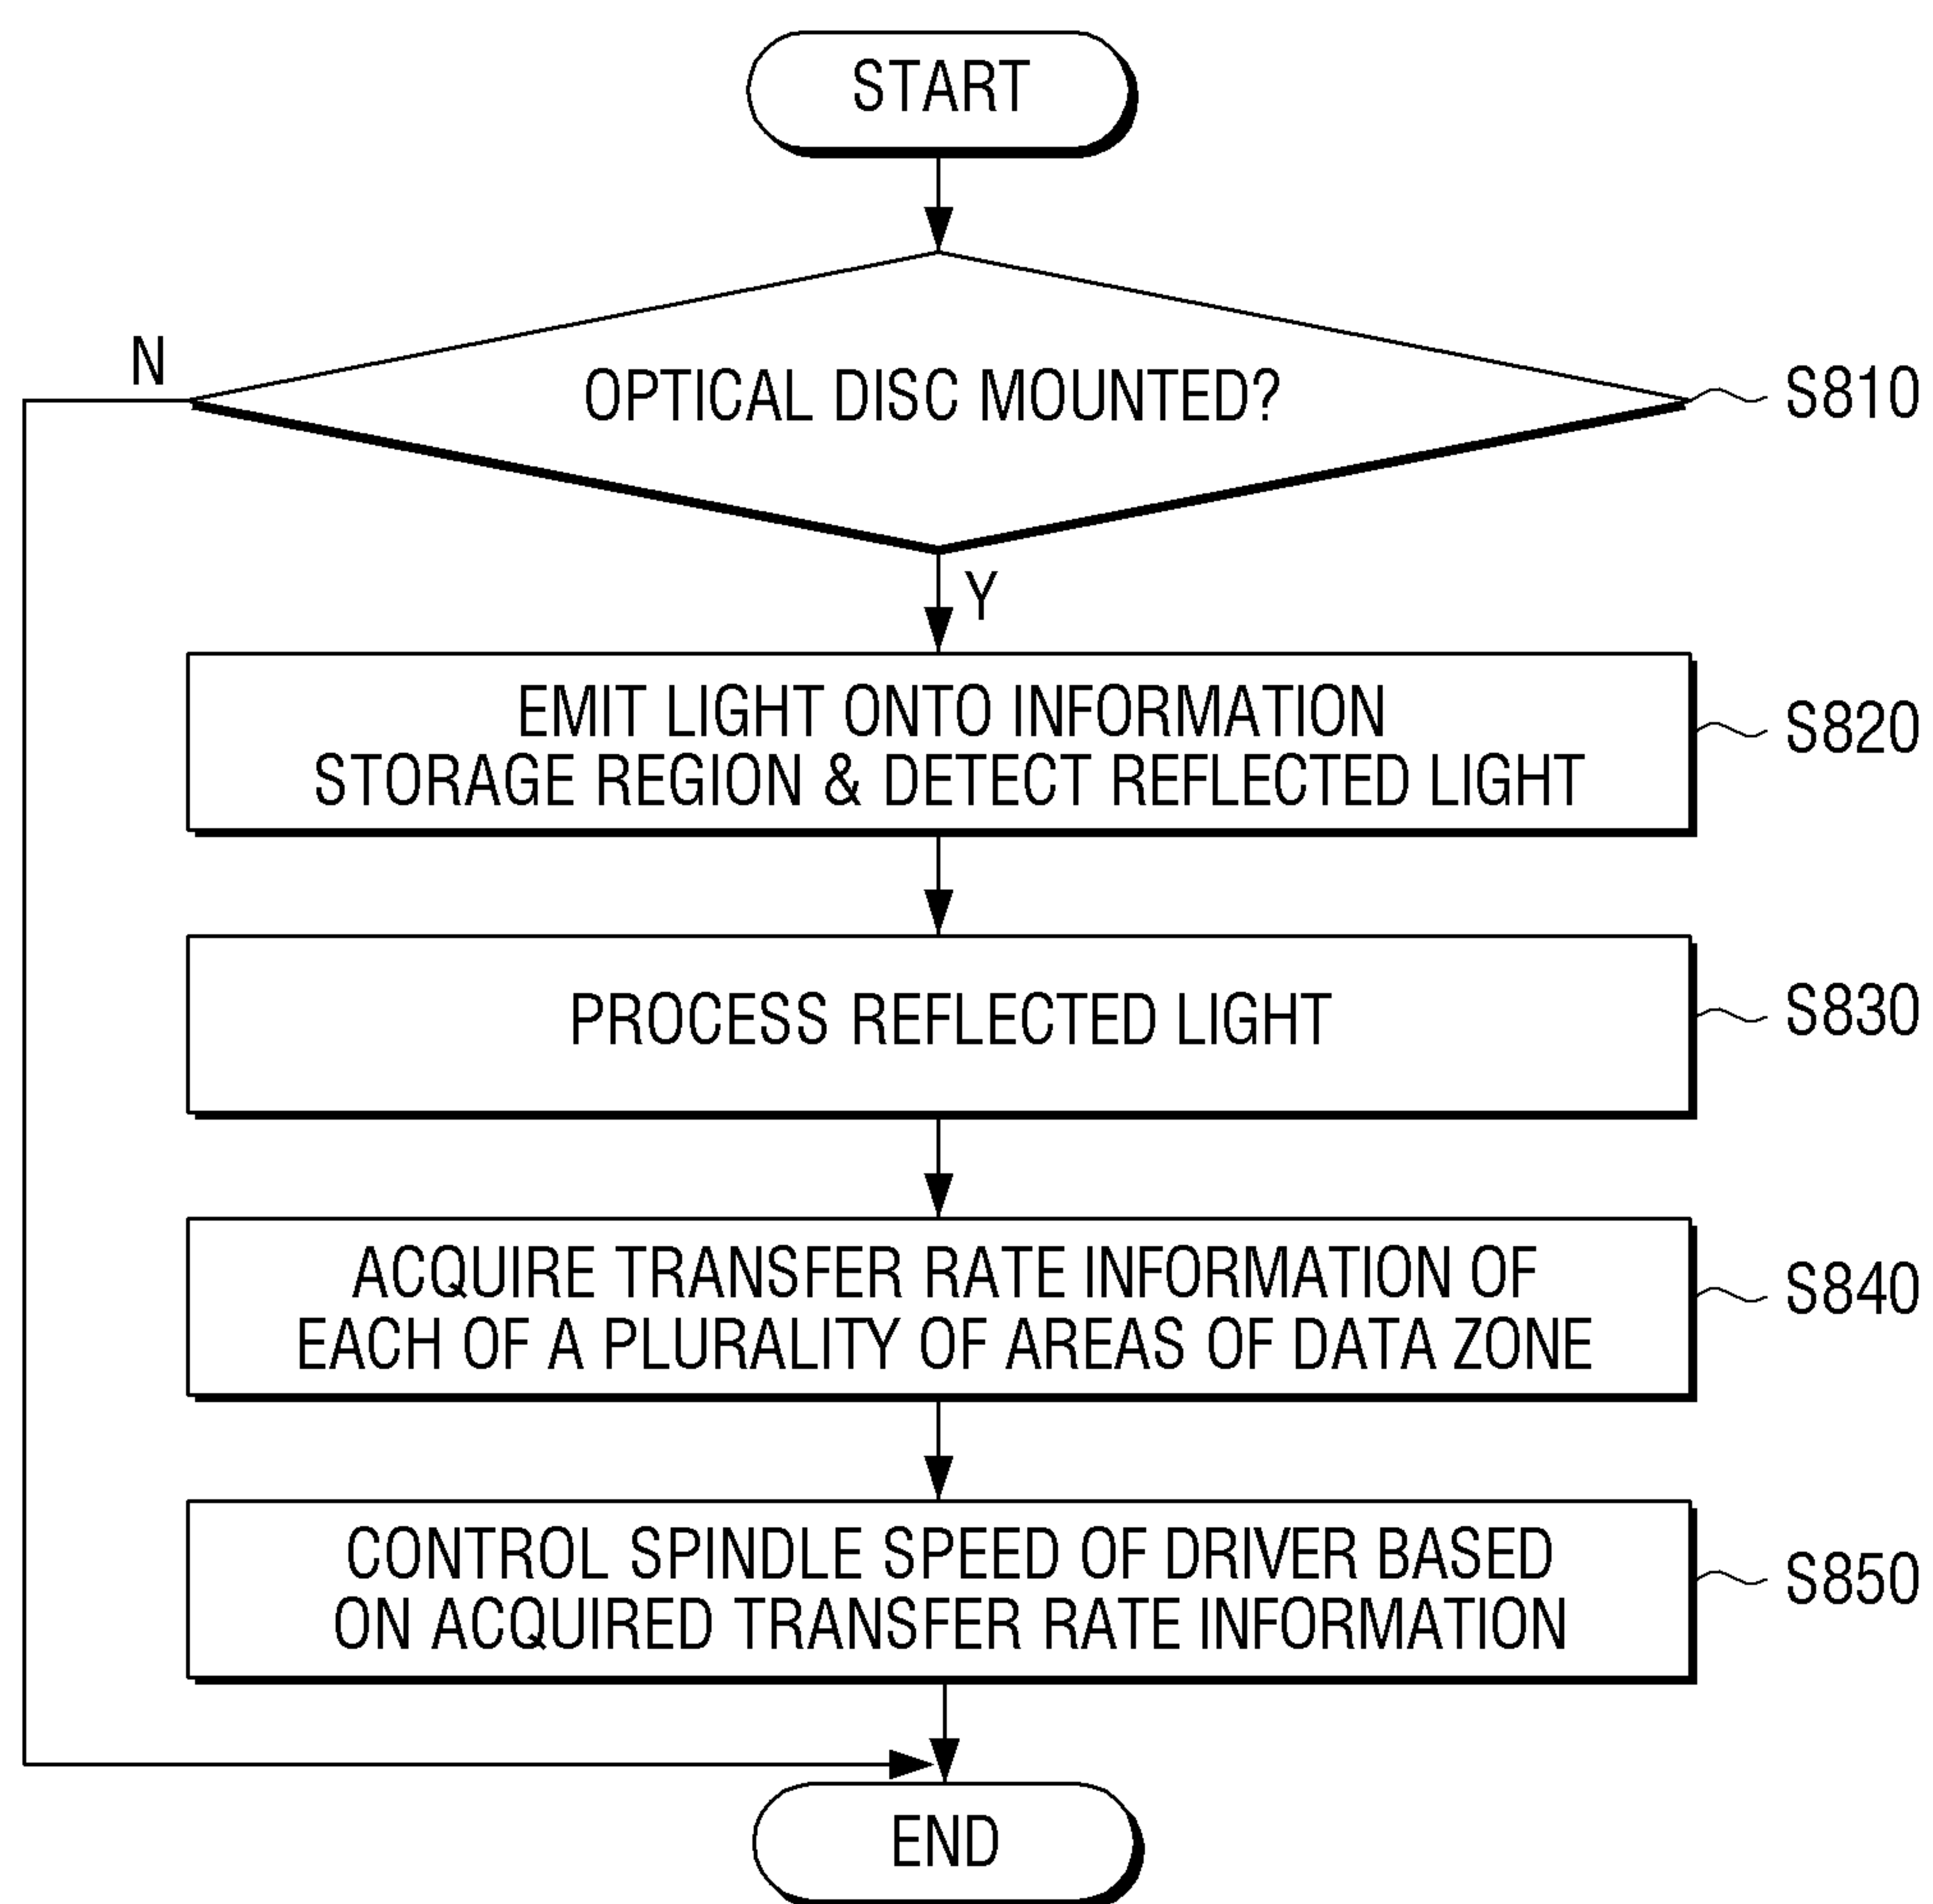 START
N
OPTICAL DISC MOUNTED?
S810
Y
EMIT LIGHT ONTO INFORMATION
STORAGE REGION & DETECT REFLECTED LIGHT
S820
PROCESS REFLECTED LIGHT
S830
ACQUIRE TRANSFER RATE INFORMATION OF
EACH OF A PLURALITY OF AREAS OF DATA ZONE
S840
CONTROL SPINDLE SPEED OF DRIVER BASED
ON ACQUIRED TRANSFER RATE INFORMATION
S850
END